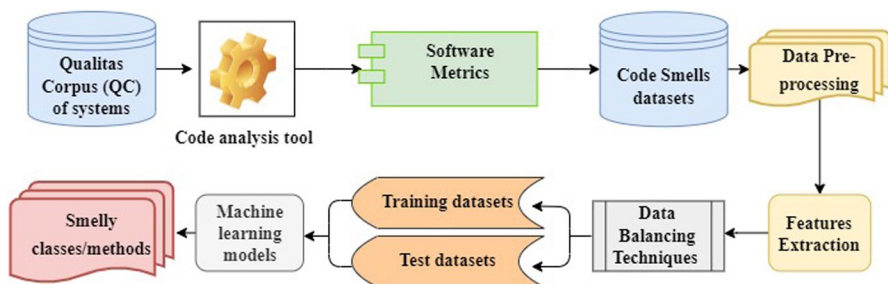 Qualitas
Corpus (QC)
of systems
Code analysis tool
Software
Metrics
Code Smells
datasets
Data Pre-
processing
Features
Extraction
Data
Balancing
Techniques
Training datasets
Test datasets
Machine
learning
models
Smelly
classes/methods